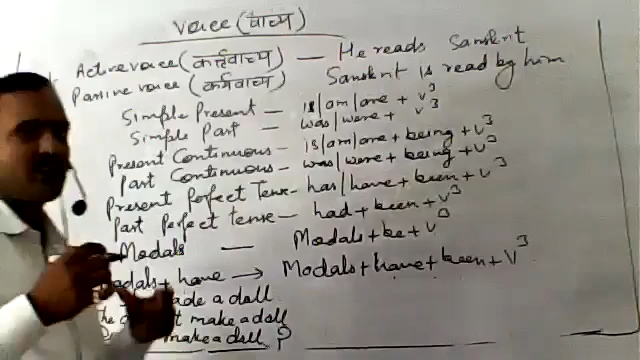 Voice (वाच्य)
Active voice (कर्तृवाच्य) — He reads Sanskrit
Passive voice (कर्मवाच्य) Sanskrit is read by him
Simple Present — is/am/are + V³
Simple Past — was/were + V³
Present Continuous — is/am/are + being + V³
Past Continuous — was/were + being + V³
Present Perfect Tense - has/have + been + V³
Past Perfect Tense — had + been + V³
Modals — Modals + be + V³
+ have → Modals + have + been + V³
a doll
make a doll
make a doll ?